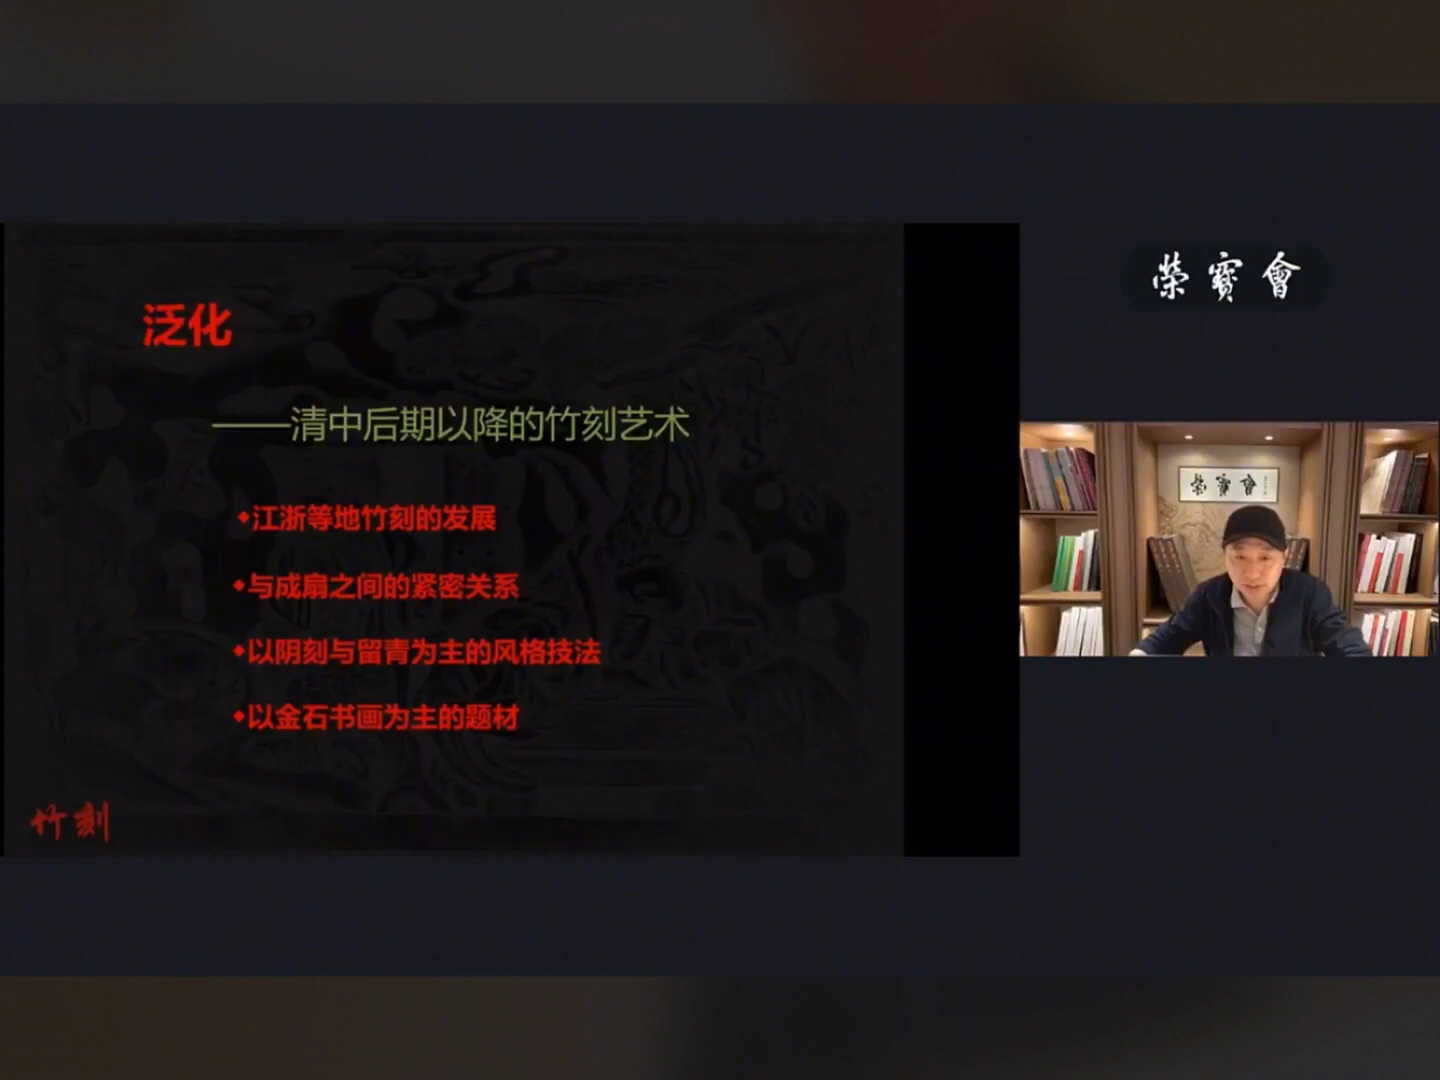 泛化
——清中后期以降的竹刻艺术
◆江浙等地竹刻的发展
◆与成扇之间的紧密关系
◆以阴刻与留青为主的风格技法
◆以金石书画为主的题材
竹刻
榮寶會
榮寶會